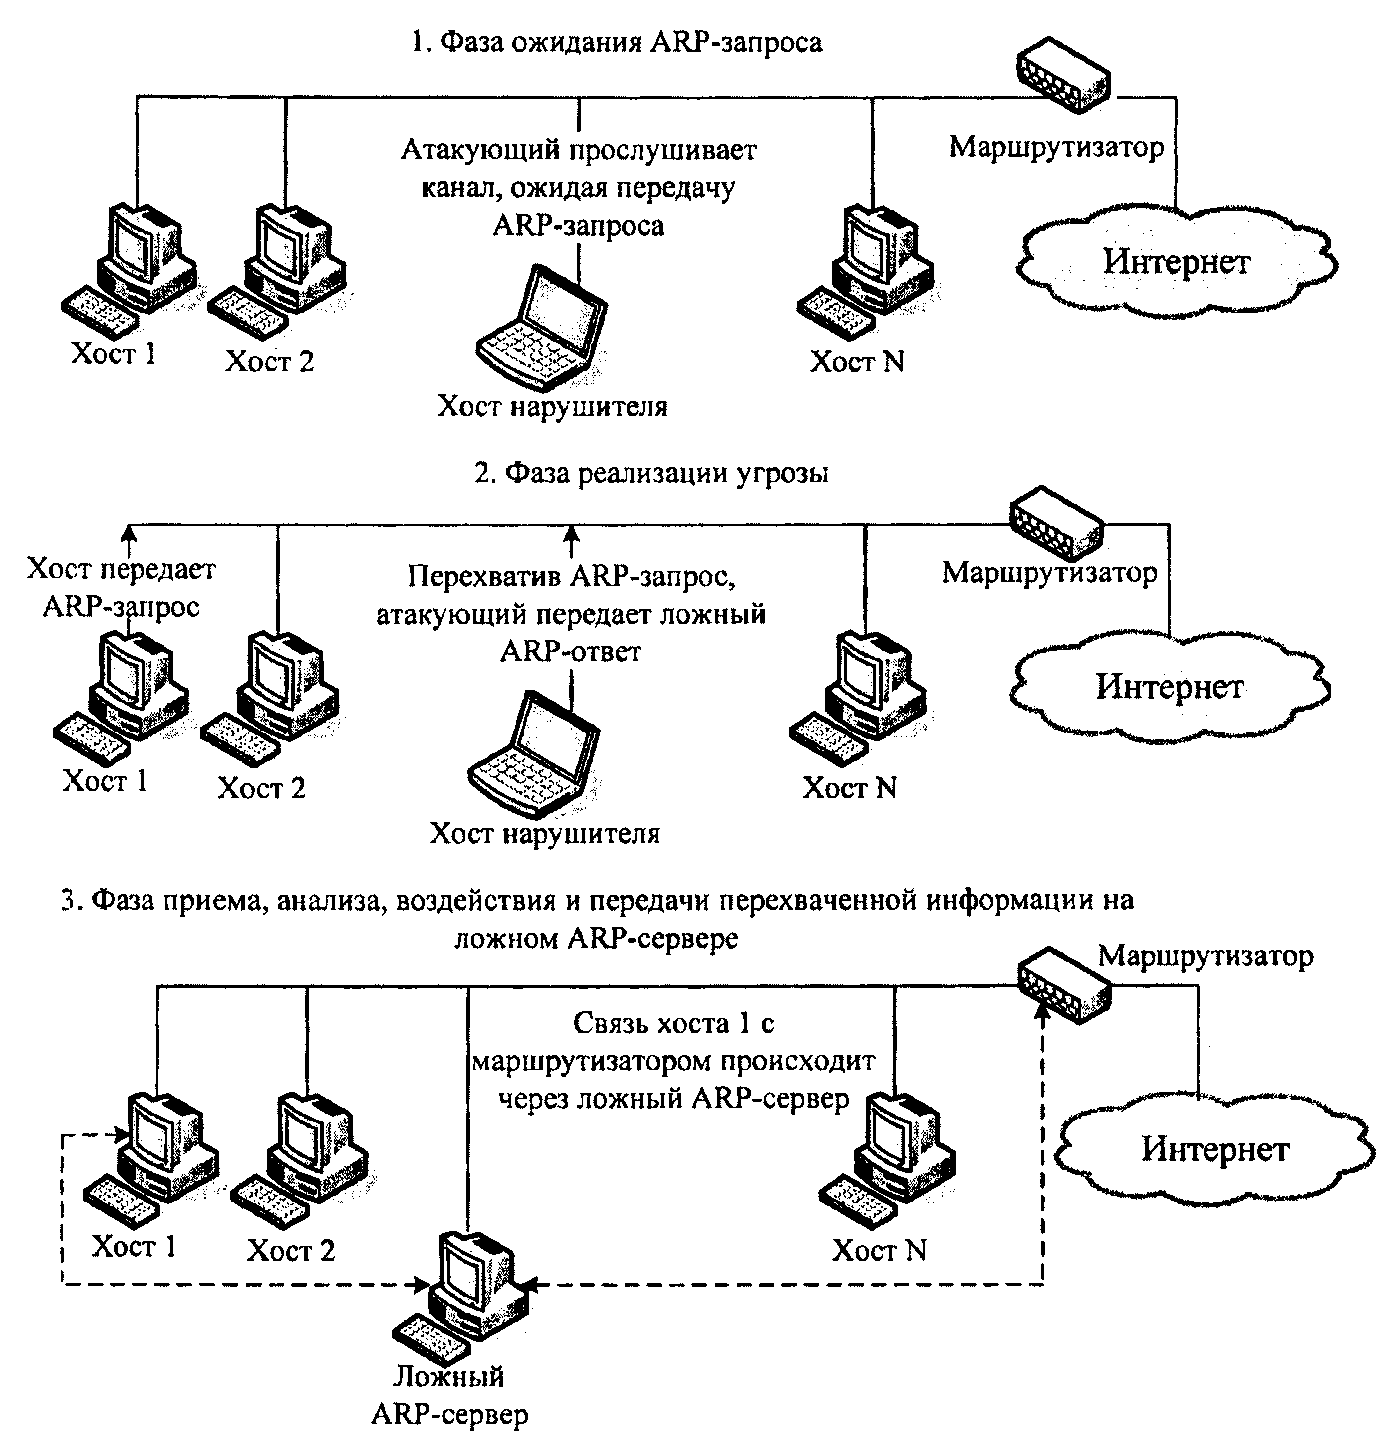 1. Фаза ожидания ARP-запроса
Маршрутизатор
Атакующий прослушивает
канал, ожидая передачу
ARP-запроса
Интернет
Хост 1
Хост 2
Хост N
Хост нарушителя
2. Фаза реализации угрозы
Хост передает
ARP-запрос
Перехватив ARP-запрос,
атакующий передает ложный
ARP-ответ
Маршрутизатор
Интернет
Хост 1
Хост 2
Хост N
Хост нарушителя
3. Фаза приема, анализа, воздействия и передачи перехваченной информации на
ложном ARP-сервере
Маршрутизатор
Связь хоста 1 с
маршрутизатором происходит
через ложный ARP-сервер
Интернет
Хост 1
Хост 2
Хост N
Ложный
ARP-сервер